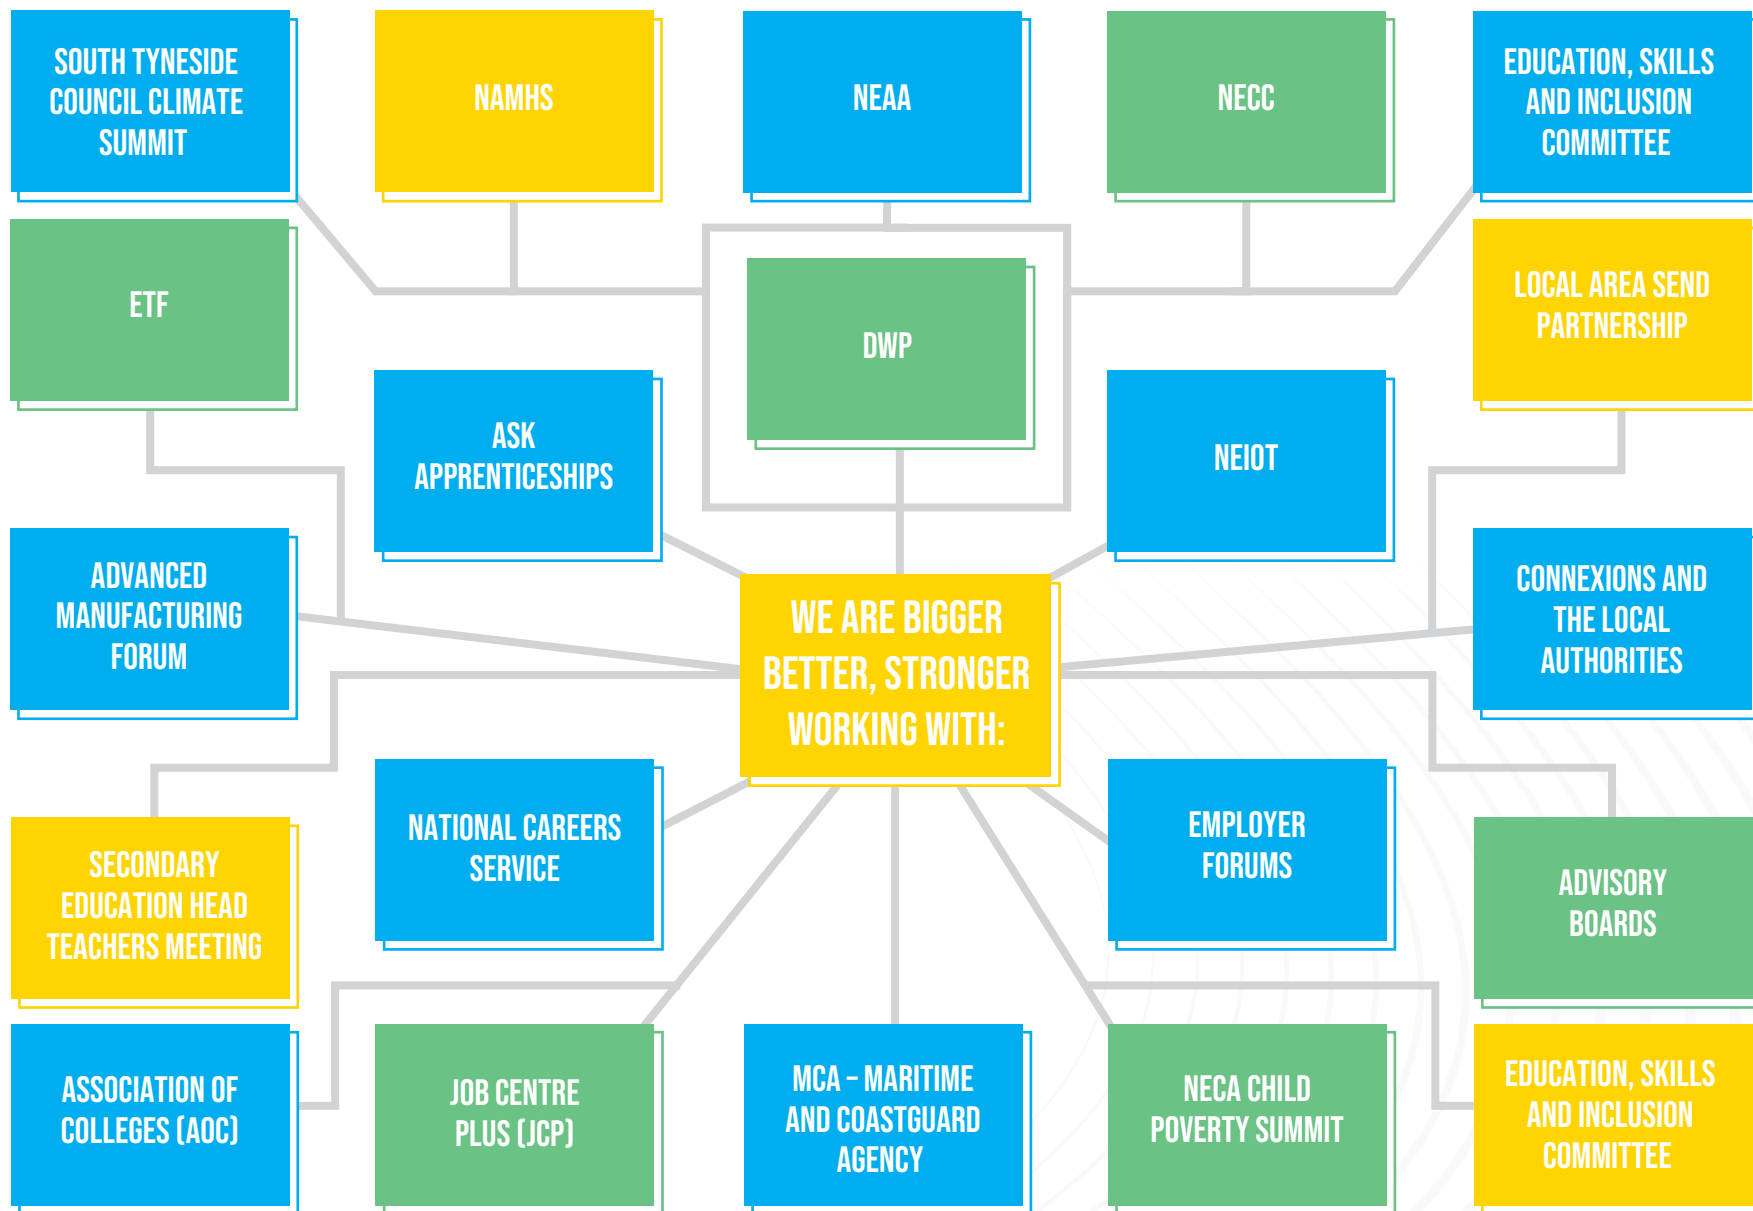 SOUTH TYNESIDE
COUNCIL CLIMATE
SUMMIT
NAMHS
NEAA
NECC
EDUCATION, SKILLS
AND INCLUSION
COMMITTEE
ETF
DWP
LOCAL AREA SEND
PARTNERSHIP
ASK
APPRENTICESHIPS
NEIOT
ADVANCED
MANUFACTURING
FORUM
WE ARE BIGGER
BETTER, STRONGER
WORKING WITH:
CONNEXIONS AND
THE LOCAL
AUTHORITIES
SECONDARY
EDUCATION HEAD
TEACHERS MEETING
NATIONAL CAREERS
SERVICE
EMPLOYER
FORUMS
ADVISORY
BOARDS
ASSOCIATION OF
COLLEGES (AOC)
JOB CENTRE
PLUS (JCP)
MCA – MARITIME
AND COASTGUARD
AGENCY
NECA CHILD
POVERTY SUMMIT
EDUCATION, SKILLS
AND INCLUSION
COMMITTEE